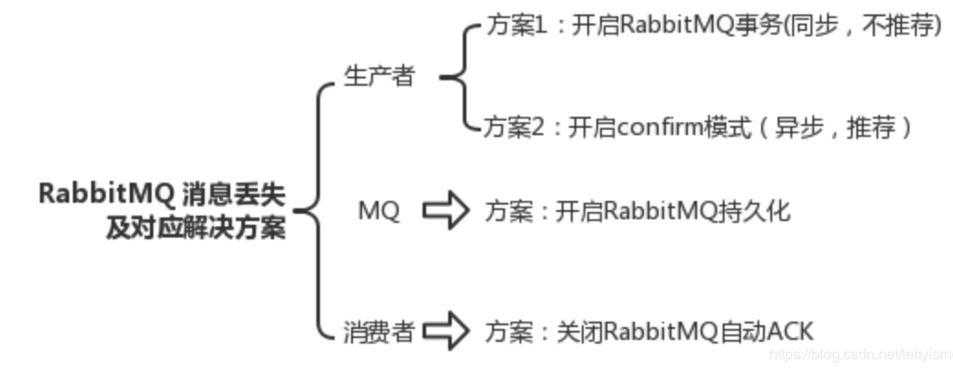 方案1：开启RabbitMQ事务(同步，不推荐)
生产者
方案2：开启confirm模式（异步，推荐）
RabbitMQ 消息丢失
及对应解决方案
MQ
方案：开启RabbitMQ持久化
消费者
方案：关闭RabbitMQ自动ACK
https://blog.csdn.net/lettyisme